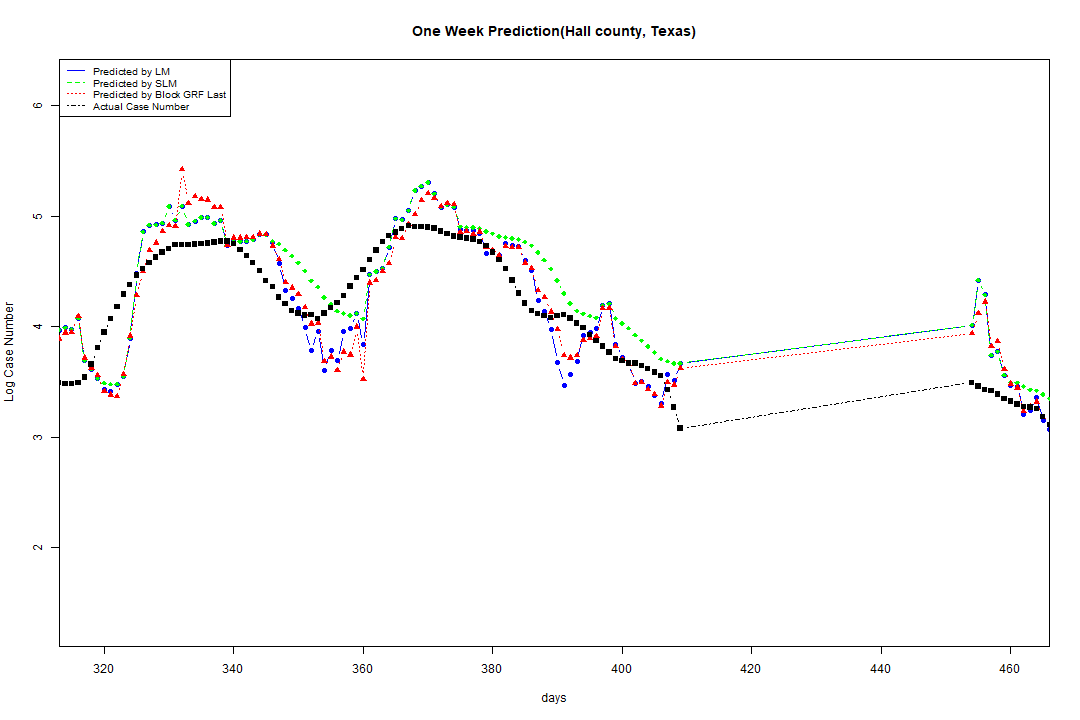 One Week Prediction(Hall county, Texas)
Predicted by LM
Predicted by SLM
Predicted by Block GRF Last
Actual Case Number
6
5
4
3
2
Log Case Number
320 340 360 380 400 420 440 460
days